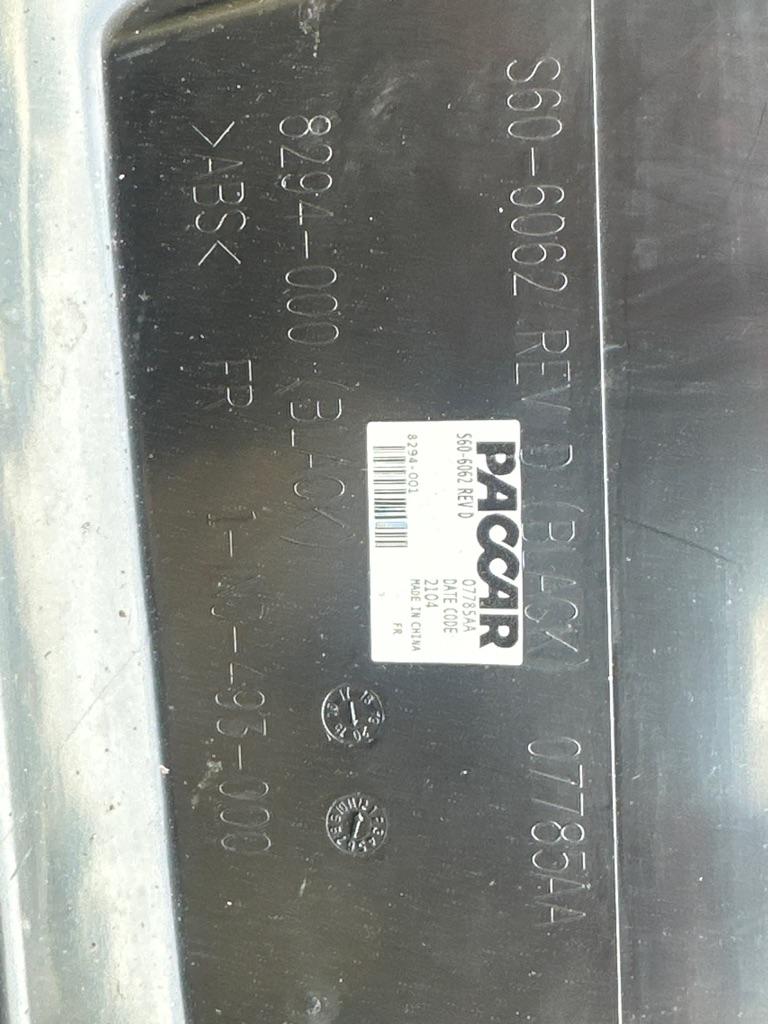 S60-6062 REV D (BLACK) 07785AA
8294-000 (BLACK)
>ABS< FR 1-NJ-493-000
PACCAR
07785AA
S60-6062 REV D DATE CODE
2104
8294-001 MADE IN CHINA
FR